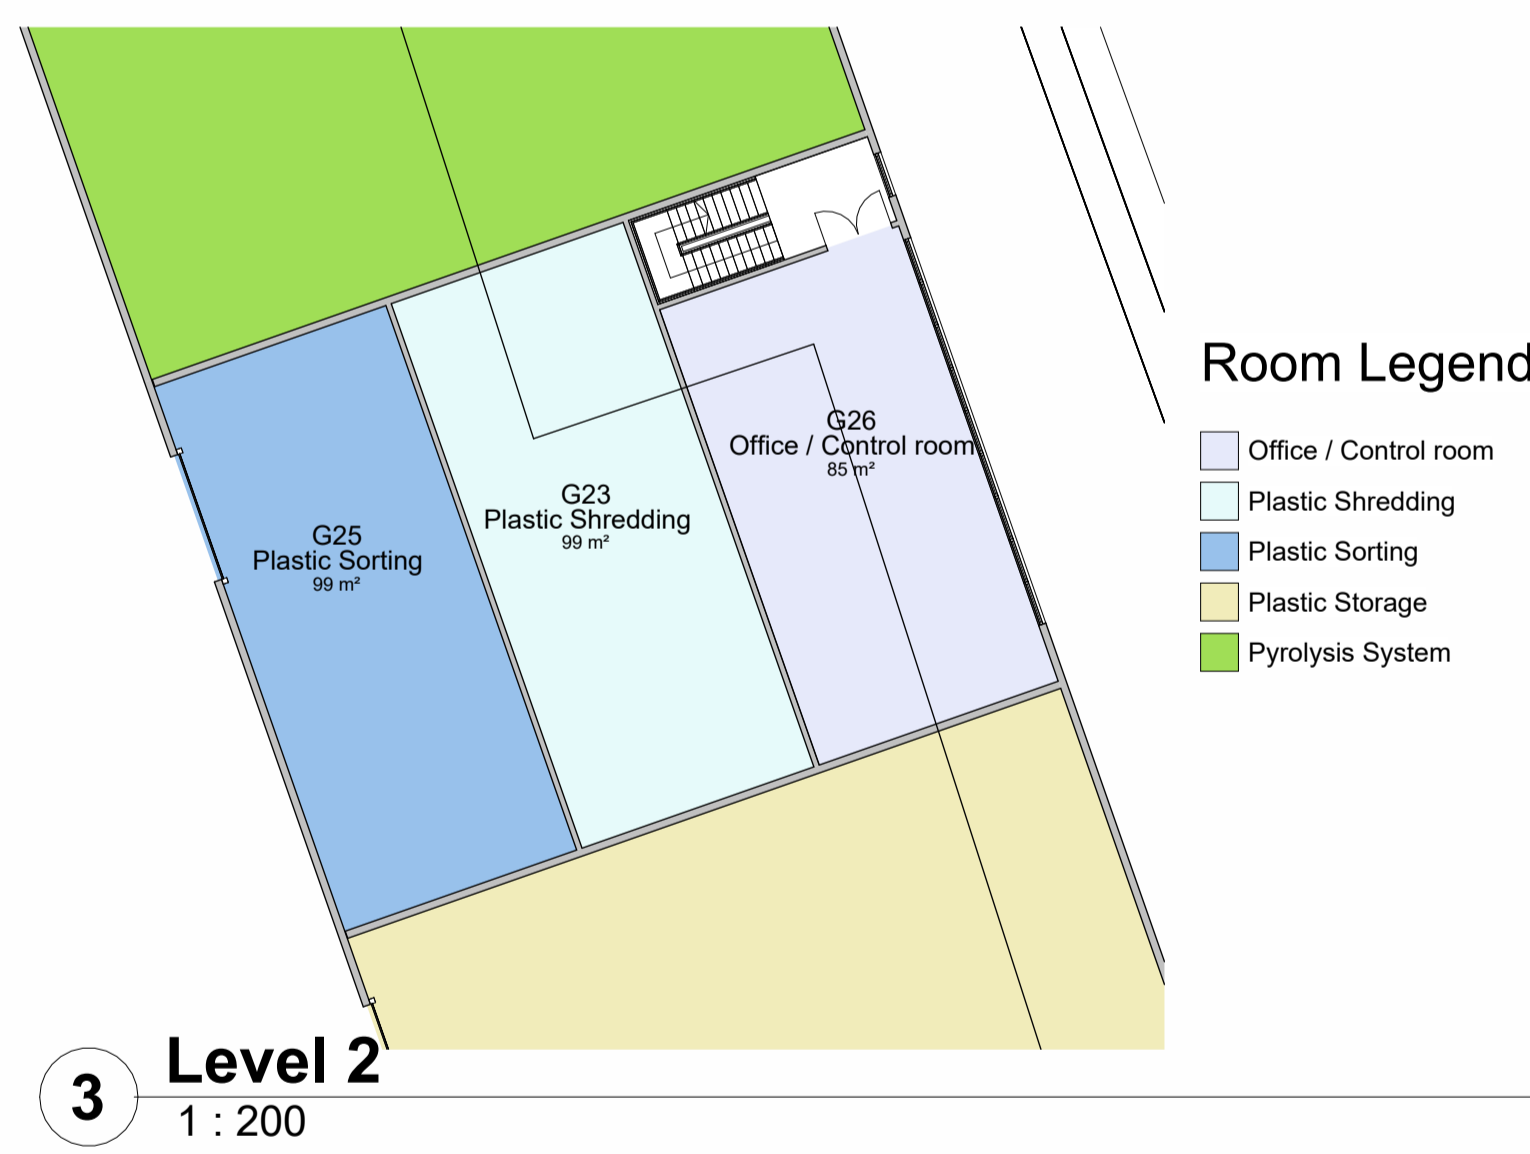 G26
Office / Control room
85 m²
G23
Plastic Shredding
99 m²
G25
Plastic Sorting
99 m²
Room Legend
Office / Control room
Plastic Shredding
Plastic Sorting
Plastic Storage
Pyrolysis System
3
Level 2
1 : 200